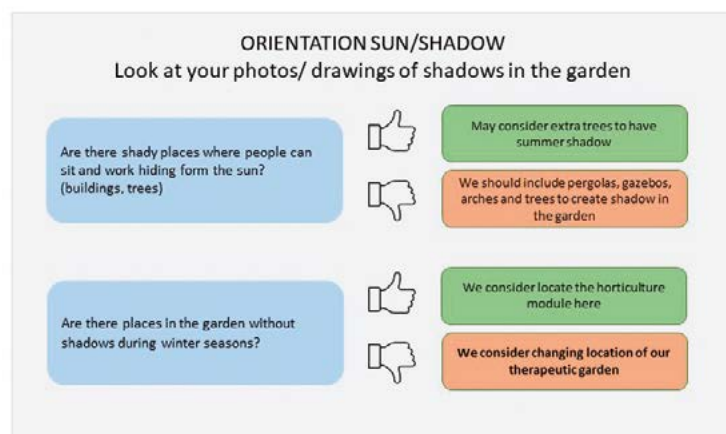 ORIENTATION SUN/SHADOW
Look at your photos/ drawings of shadows in the garden
Are there shady places where people can
sit and work hiding form the sun?
(buildings, trees)
May consider extra trees to have
summer shadow
We should include pergolas, gazebos,
arches and trees to create shadow in
the garden
Are there places in the garden without
shadows during winter seasons?
We consider locate the horticulture
module here
We consider changing location of our
therapeutic garden